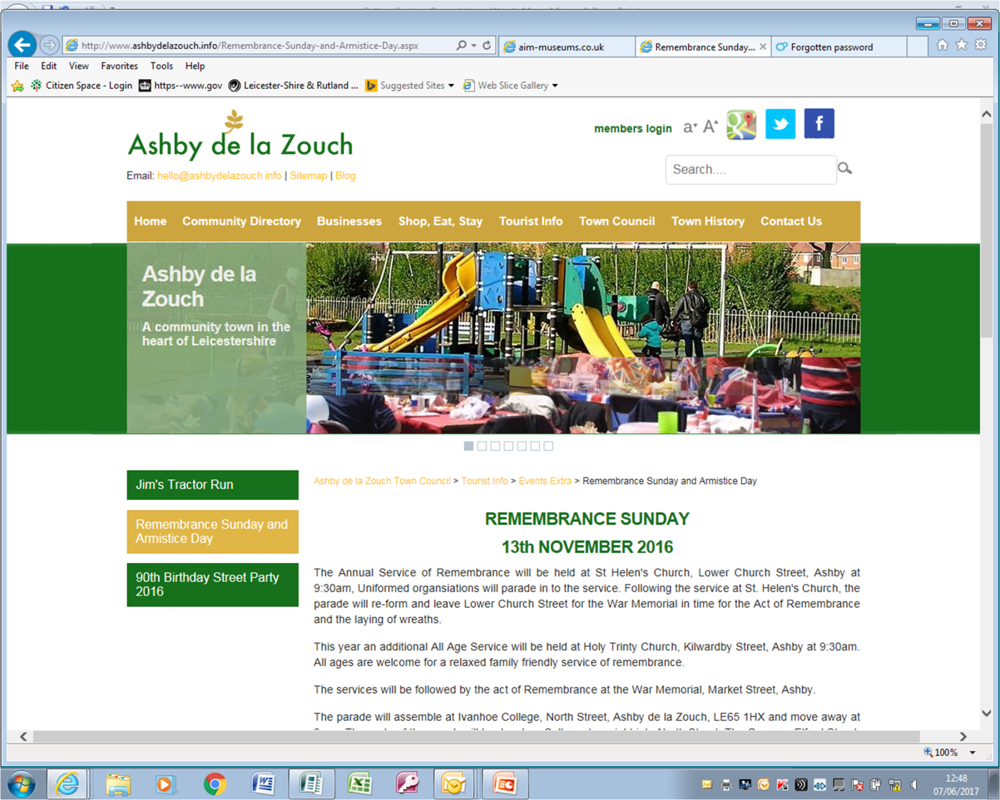 http://www.ashbydelazouch.info/Remembrance-Sunday-and-Armistice-Day.aspx
aim-museums.co.uk
Remembrance Sunday...
Forgotten password
File Edit View Favorites Tools Help
Citizen Space - Login https--www.gov Leicester-Shire & Rutland ... Suggested Sites Web Slice Gallery
Ashby de la Zouch
members login a A
Email: hello@ashbydelazouch.info | Sitemap | Blog
Search....
Home Community Directory Businesses Shop, Eat, Stay Tourist Info Town Council Town History Contact Us
Ashby de la
Zouch
A community town in the
heart of Leicestershire
Jim's Tractor Run
Remembrance Sunday and
Armistice Day
90th Birthday Street Party
2016
Ashby de la Zouch Town Council > Tourist Info > Events Extra > Remembrance Sunday and Armistice Day
REMEMBRANCE SUNDAY
13th NOVEMBER 2016
The Annual Service of Remembrance will be held at St Helen's Church, Lower Church Street, Ashby at
9:30am, Uniformed organsiations will parade in to the service. Following the service at St. Helen's Church, the
parade will re-form and leave Lower Church Street for the War Memorial in time for the Act of Remembrance
and the laying of wreaths.
This year an additional All Age Service will be held at Holy Trinty Church, Kilwardby Street, Ashby at 9:30am.
All ages are welcome for a relaxed family friendly service of remembrance.
The services will be followed by the act of Remembrance at the War Memorial, Market Street, Ashby.
The parade will assemble at Ivanhoe College, North Street, Ashby de la Zouch, LE65 1HX and move away at
100%
12:48
07/06/2017